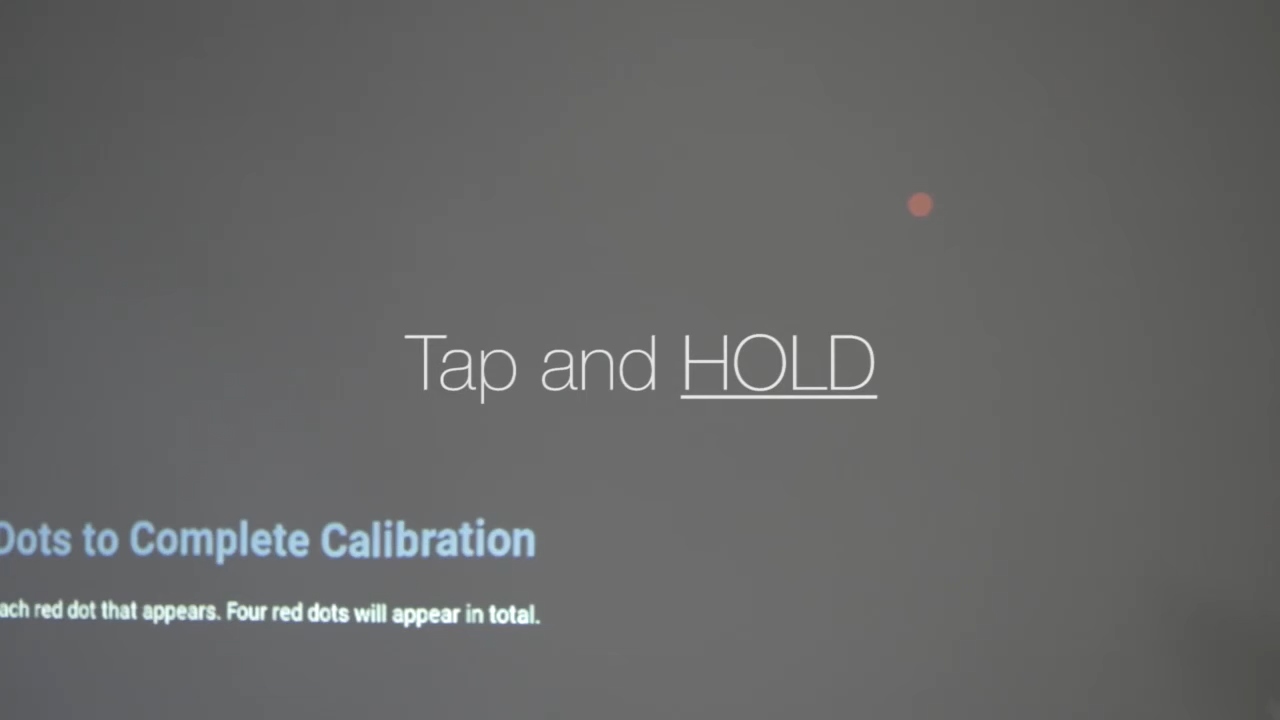 Tap and HOLD
Dots to Complete Calibration
ach red dot that appears. Four red dots will appear in total.